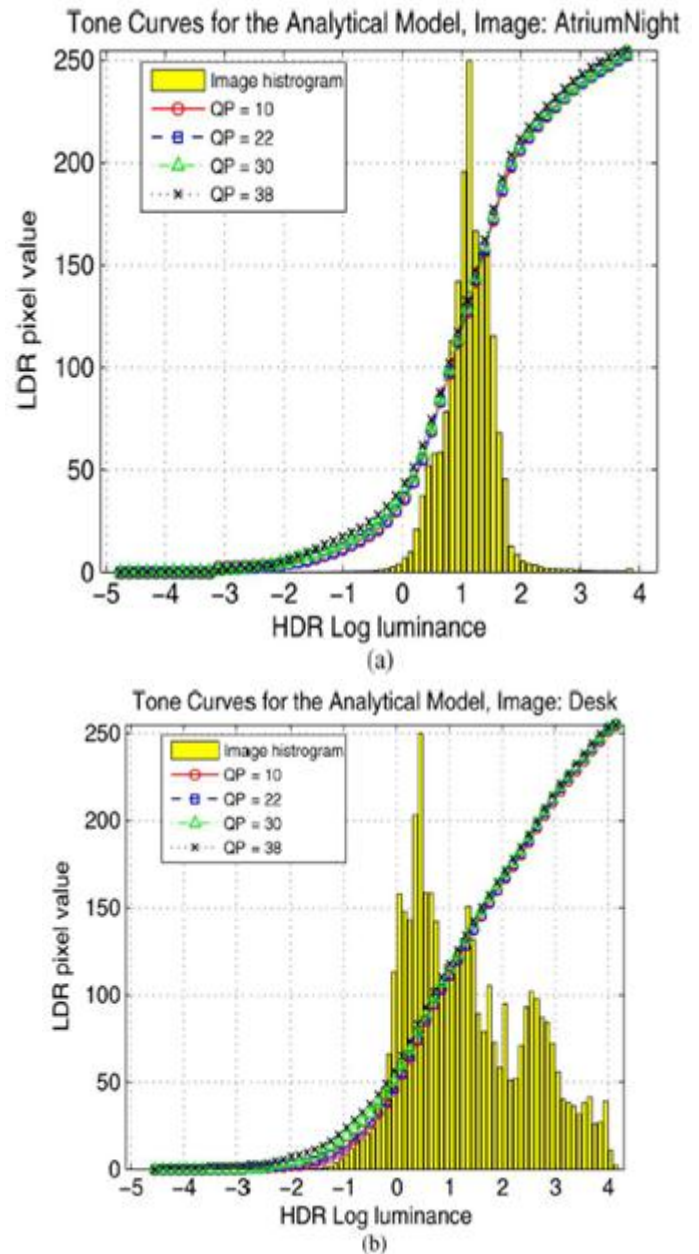 Tone Curves for the Analytical Model, Image: AtriumNight
250
200
150
100
50
0
LDR pixel value
Image histrogram
QP = 10
QP = 22
QP = 30
QP = 38
−5 −4 −3 −2 −1 0 1 2 3 4
HDR Log luminance
(a)
Tone Curves for the Analytical Model, Image: Desk
250
200
150
100
50
0
LDR pixel value
Image histrogram
QP = 10
QP = 22
QP = 30
QP = 38
−5 −4 −3 −2 −1 0 1 2 3 4
HDR Log luminance
(b)